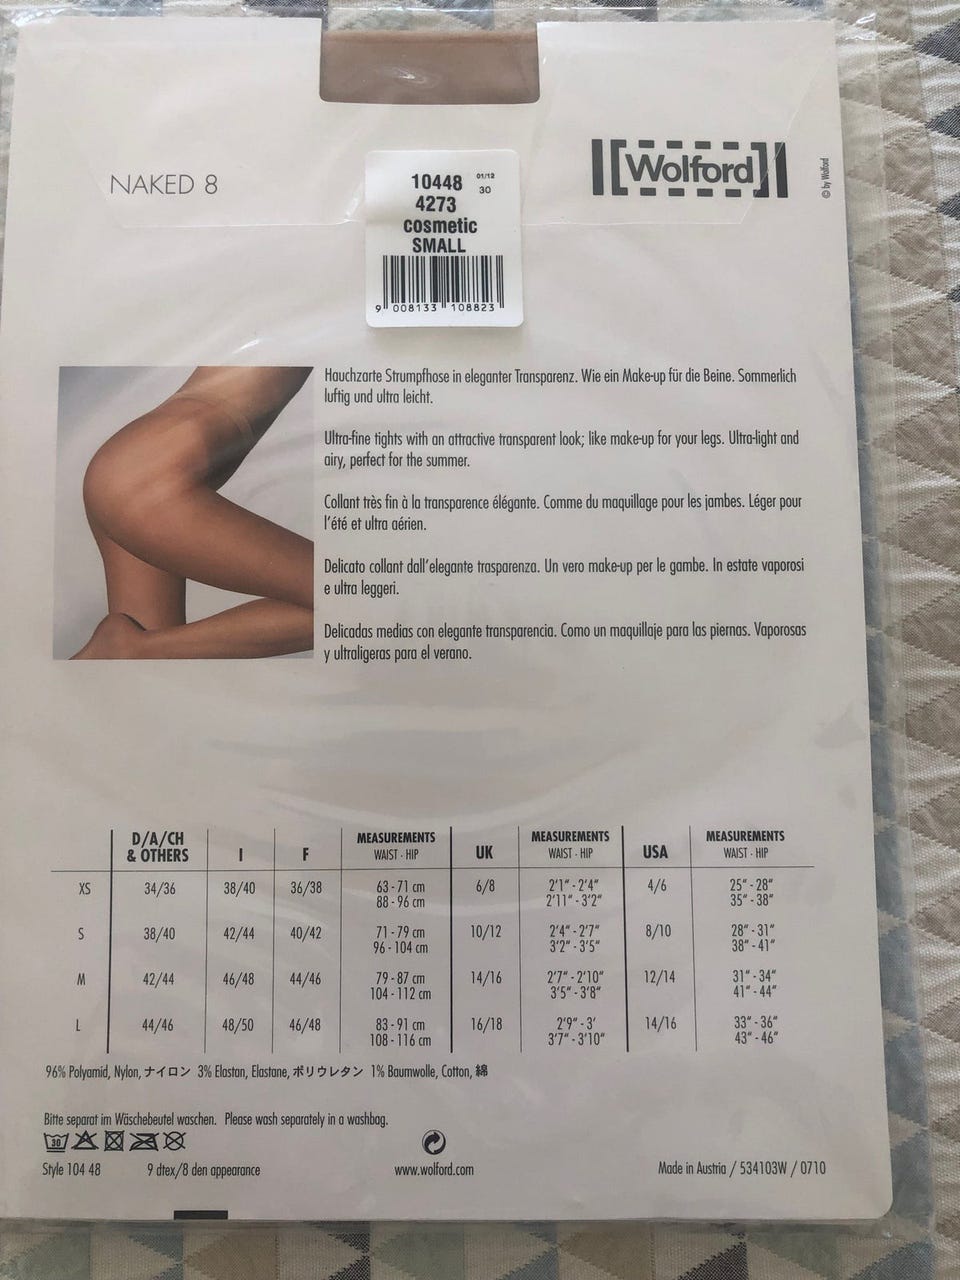 NAKED 8
10448 01/12
30
4273
cosmetic
SMALL
9 008133 108823
[Wolford]
© by Wolford
Hauchzarte Strumpfhose in eleganter Transparenz. Wie ein Make-up für die Beine. Sommerlich
luftig und ultra leicht.
Ultra-fine tights with an attractive transparent look; like make-up for your legs. Ultra-light and
airy, perfect for the summer.
Collant très fin à la transparence élégante. Comme du maquillage pour les jambes. Léger pour
l'été et ultra aérien.
Delicato collant dall'elegante trasparenza. Un vero make-up per le gambe. In estate vaporosi
e ultra leggeri.
Delicadas medias con elegante transparencia. Como un maquillaje para las piernas. Vaporosas
y ultraligeras para el verano.
D/A/CH & OTHERS I F MEASUREMENTS WAIST - HIP UK MEASUREMENTS WAIST - HIP USA MEASUREMENTS WAIST - HIP
XS 34/36 38/40 36/38 63 - 71 cm 6/8 2'1" - 2'4" 4/6 25" - 28"
88 - 96 cm 2'11" - 3'2" 35" - 38"
S 38/40 42/44 40/42 71 - 79 cm 10/12 2'4" - 2'7" 8/10 28" - 31"
96 - 104 cm 3'2" - 3'5" 38" - 41"
M 42/44 46/48 44/46 79 - 87 cm 14/16 2'7" - 2'10" 12/14 31" - 34"
104 - 112 cm 3'5" - 3'8" 41" - 44"
L 44/46 48/50 46/48 83 - 91 cm 16/18 2'9" - 3' 14/16 33" - 36"
108 - 116 cm 3'7" - 3'10" 43" - 46"
96% Polyamid, Nylon, ナイロン 3% Elastan, Elastane, ポリウレタン 1% Baumwolle, Cotton, 綿
Bitte separat im Wäschebeutel waschen. Please wash separately in a washbag.
30
Style 104 48 9 dtex/8 den appearance www.wolford.com Made in Austria / 534103W / 0710